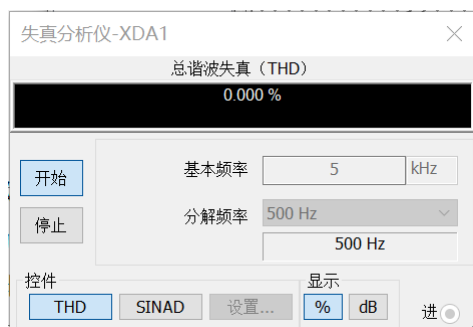 失真分析仪-XDA1
总谐波失真（THD）
0.000 %
开始
基本频率 5 kHz
停止
分解频率 500 Hz
500 Hz
控件 显示
THD SINAD 设置... % dB 进